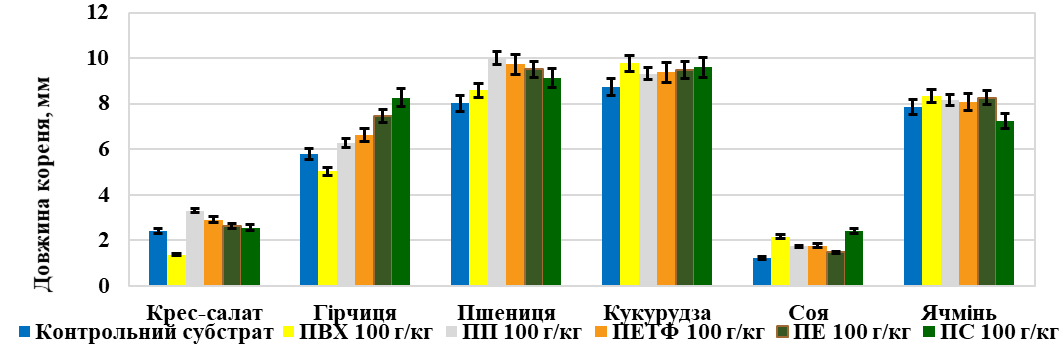 Довжина кореня, мм
12
10
8
6
4
2
0
Крес-салат Гірчиця Пшениця Кукурудза Соя Ячмінь
Контрольний субстрат ПВХ 100 г/кг ПП 100 г/кг ПЕТФ 100 г/кг ПЕ 100 г/кг ПС 100 г/кг